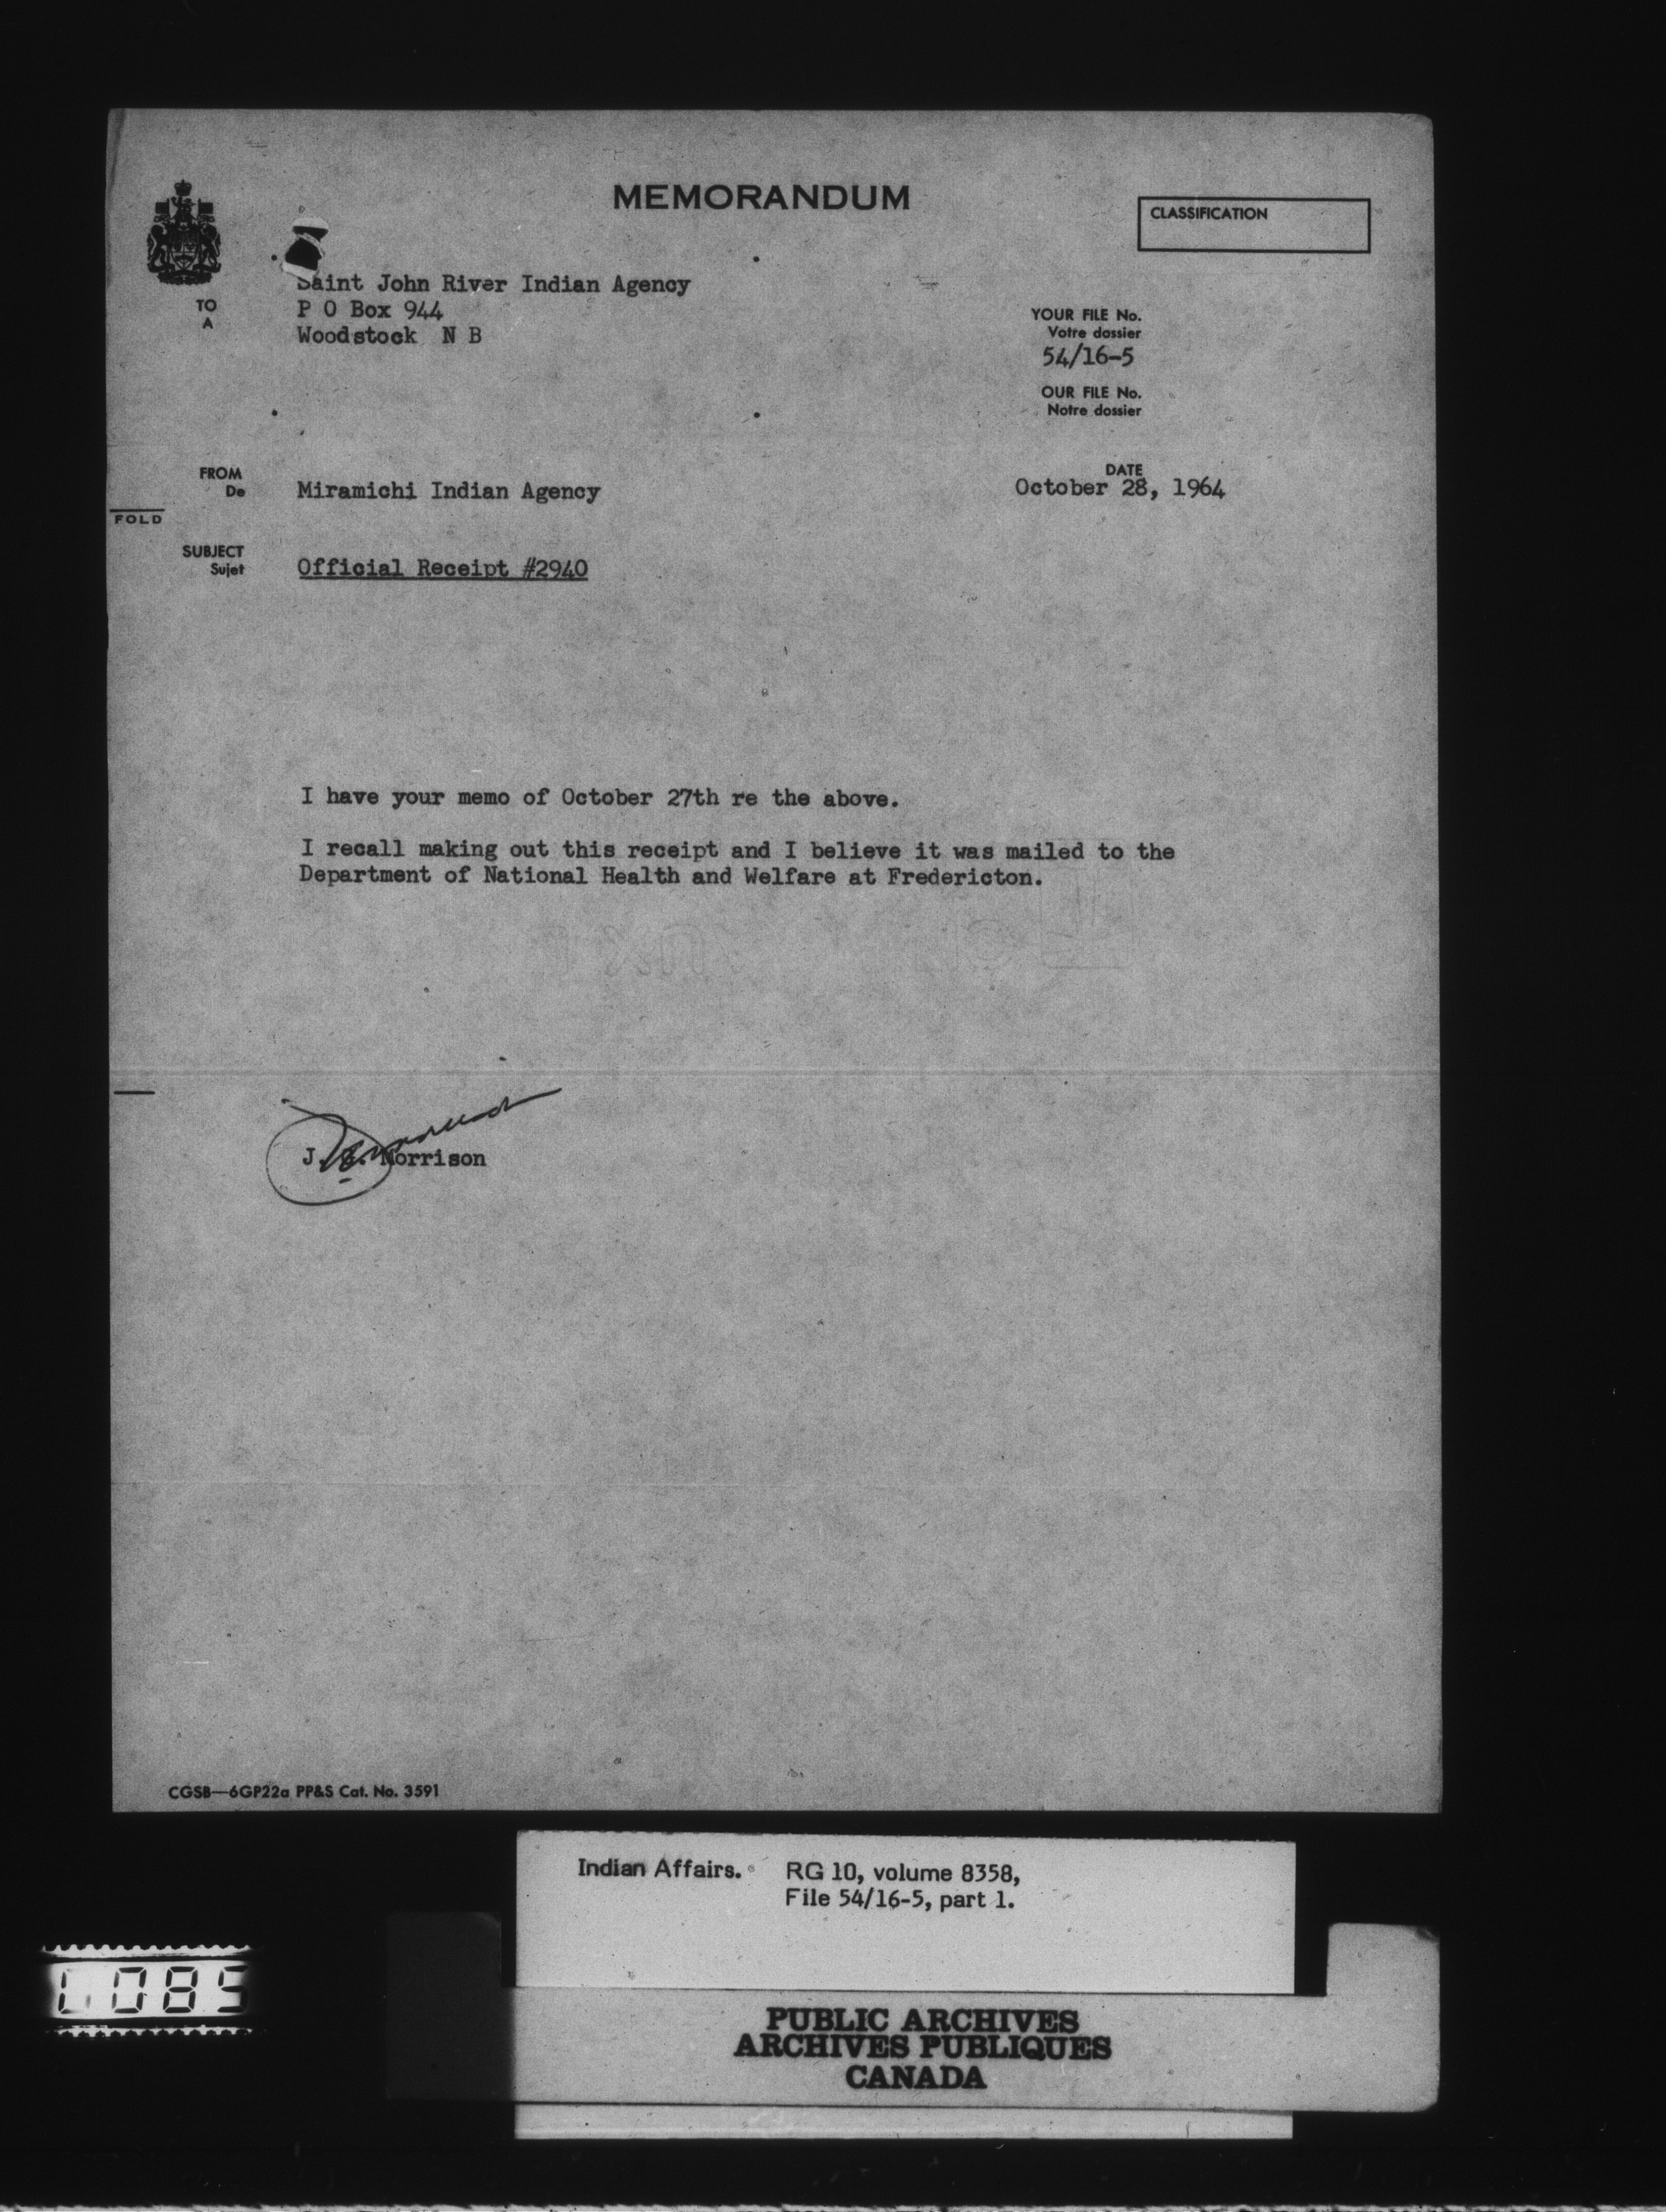 MEMORANDUM
CLASSIFICATION
TO
A
Saint John River Indian Agency
P O Box 944
Woodstock N B
YOUR FILE No.
Votre dossier
54/16-5
OUR FILE No.
Notre dossier
FROM
De
Miramichi Indian Agency
DATE
October 28, 1964
FOLD
SUBJECT
Sujet
Official Receipt #2940
I have your memo of October 27th re the above.
I recall making out this receipt and I believe it was mailed to the
Department of National Health and Welfare at Fredericton.
J. Morrison
CGSB—6GP22a PP&S Cat. No. 3591
Indian Affairs. RG 10, volume 8358,
File 54/16-5, part 1.
085
PUBLIC ARCHIVES
ARCHIVES PUBLIQUES
CANADA